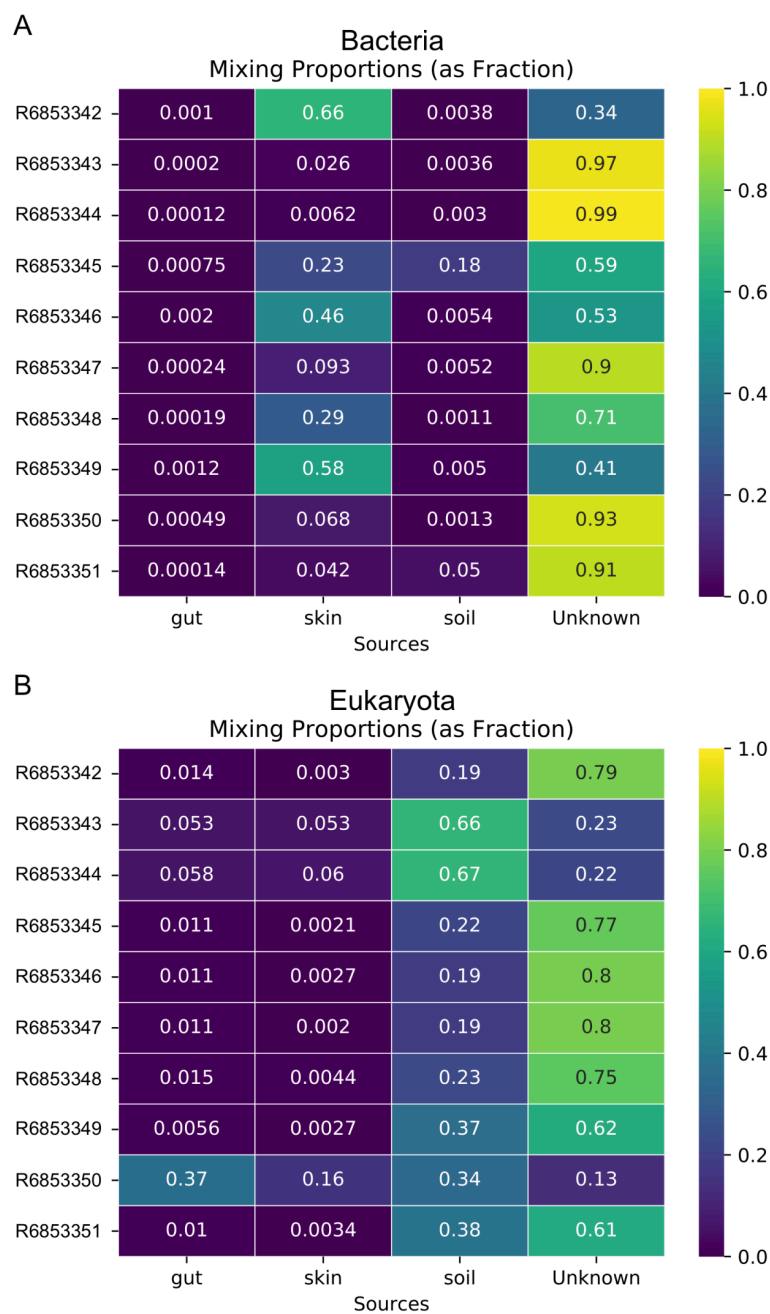 A
Bacteria
Mixing Proportions (as Fraction)
R6853342 0.001 0.66 0.0038 0.34
R6853343 0.0002 0.026 0.0036 0.97
R6853344 0.00012 0.0062 0.003 0.99
R6853345 0.00075 0.23 0.18 0.59
R6853346 0.002 0.46 0.0054 0.53
R6853347 0.00024 0.093 0.0052 0.9
R6853348 0.00019 0.29 0.0011 0.71
R6853349 0.0012 0.58 0.005 0.41
R6853350 0.00049 0.068 0.0013 0.93
R6853351 0.00014 0.042 0.05 0.91
gut skin soil Unknown
Sources
1.0
0.8
0.6
0.4
0.2
0.0
B
Eukaryota
Mixing Proportions (as Fraction)
R6853342 0.014 0.003 0.19 0.79
R6853343 0.053 0.053 0.66 0.23
R6853344 0.058 0.06 0.67 0.22
R6853345 0.011 0.0021 0.22 0.77
R6853346 0.011 0.0027 0.19 0.8
R6853347 0.011 0.002 0.19 0.8
R6853348 0.015 0.0044 0.23 0.75
R6853349 0.0056 0.0027 0.37 0.62
R6853350 0.37 0.16 0.34 0.13
R6853351 0.01 0.0034 0.38 0.61
gut skin soil Unknown
Sources
1.0
0.8
0.6
0.4
0.2
0.0